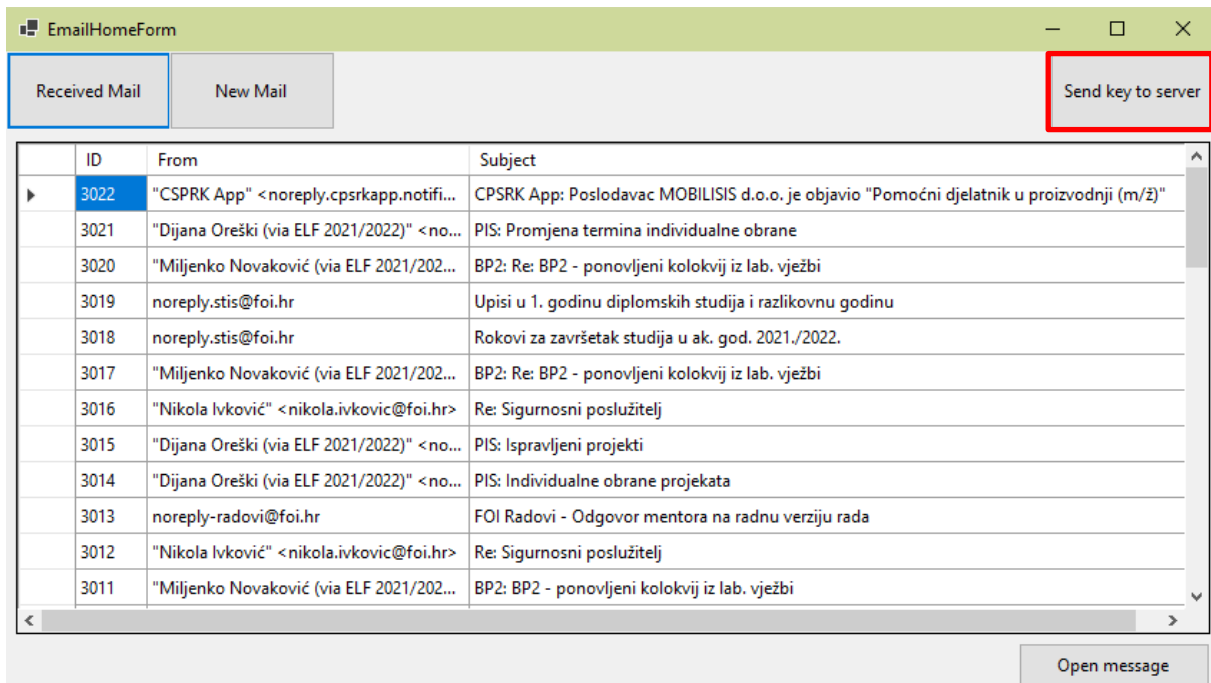 EmailHomeForm
Received Mail New Mail Send key to server
ID From Subject
3022 "CSPRK App" <noreply.cpsrkapp.notifi... CPSRK App: Poslodavac MOBILISIS d.o.o. je objavio "Pomoćni djelatnik u proizvodnji (m/ž)"
3021 "Dijana Oreški (via ELF 2021/2022)" <no... PIS: Promjena termina individualne obrane
3020 "Miljenko Novaković (via ELF 2021/202... BP2: Re: BP2 - ponovljeni kolokvij iz lab. vježbi
3019 noreply.stis@foi.hr Upisi u 1. godinu diplomskih studija i razlikovnu godinu
3018 noreply.stis@foi.hr Rokovi za završetak studija u ak. god. 2021./2022.
3017 "Miljenko Novaković (via ELF 2021/202... BP2: Re: BP2 - ponovljeni kolokvij iz lab. vježbi
3016 "Nikola Ivković" <nikola.ivkovic@foi.hr> Re: Sigurnosni poslužitelj
3015 "Dijana Oreški (via ELF 2021/2022)" <no... PIS: Ispravljeni projekti
3014 "Dijana Oreški (via ELF 2021/2022)" <no... PIS: Individualne obrane projekata
3013 noreply-radovi@foi.hr FOI Radovi - Odgovor mentora na radnu verziju rada
3012 "Nikola Ivković" <nikola.ivkovic@foi.hr> Re: Sigurnosni poslužitelj
3011 "Miljenko Novaković (via ELF 2021/202... BP2: BP2 - ponovljeni kolokvij iz lab. vježbi
Open message